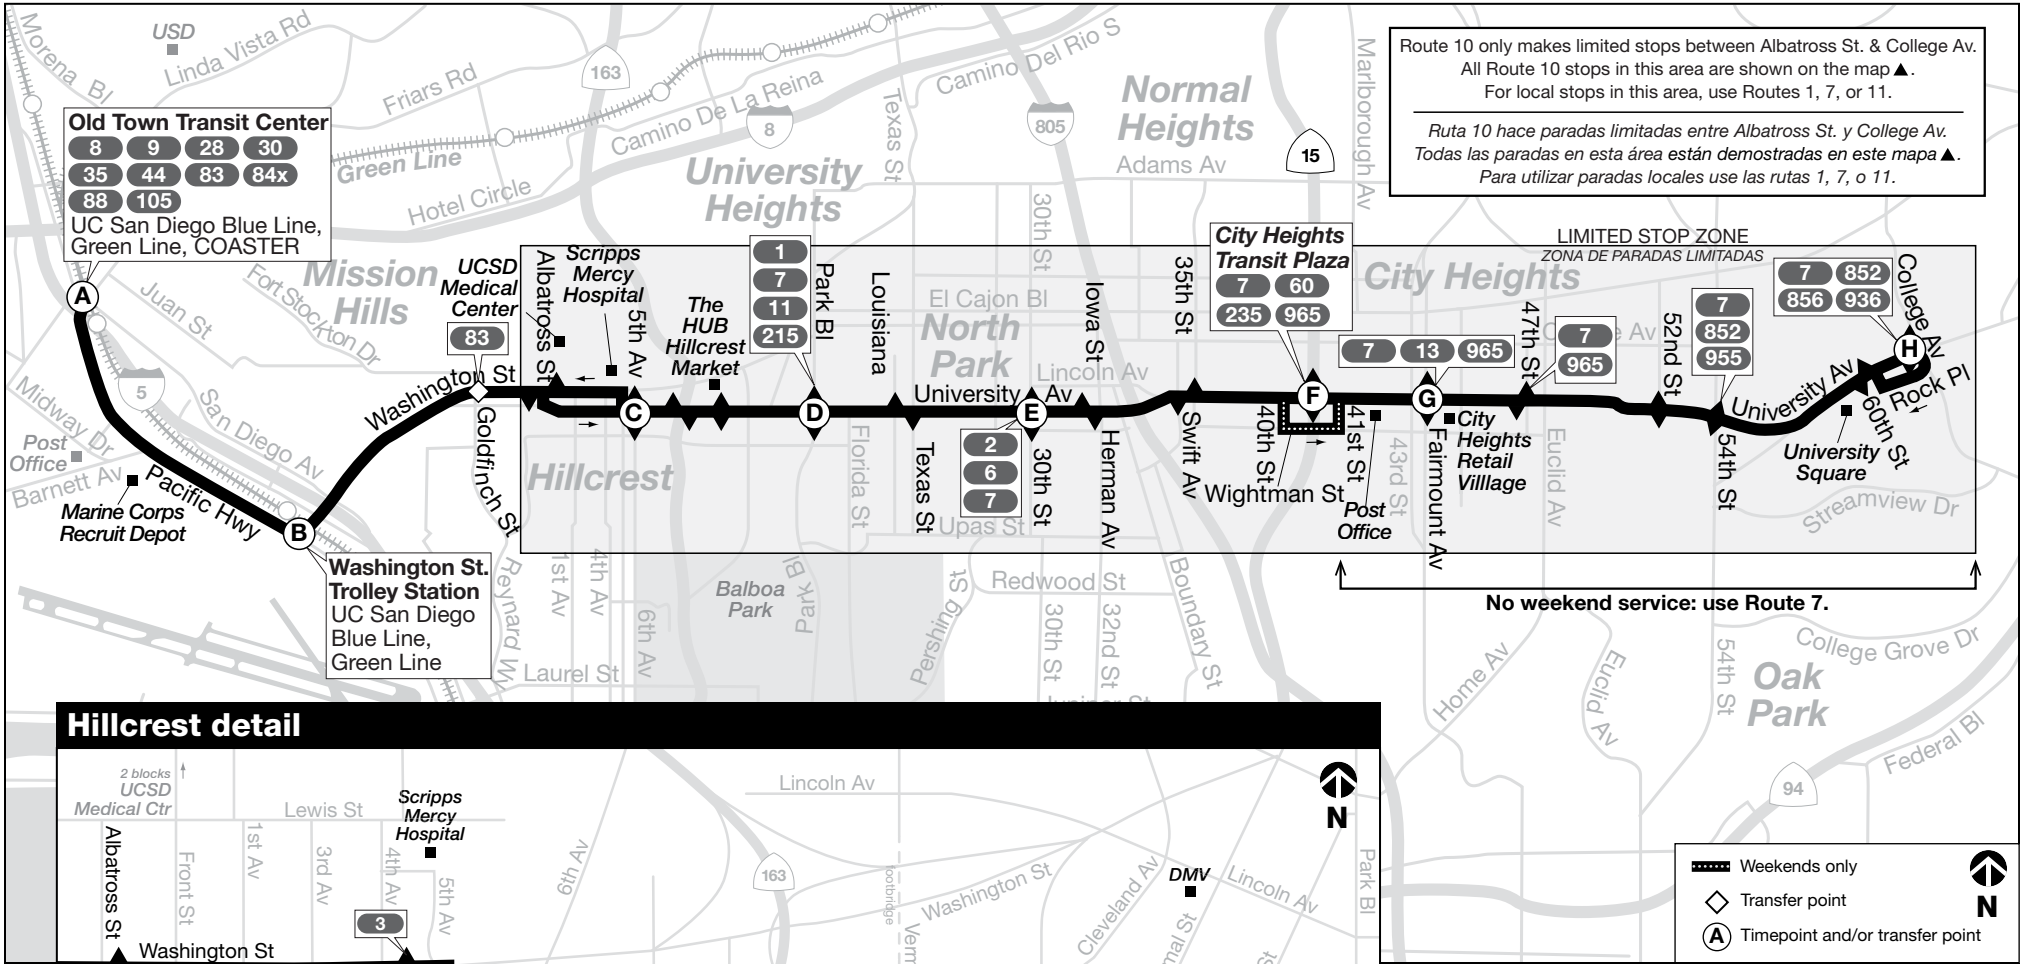 Route 10 only makes limited stops between Albatross St. & College Av.
All Route 10 stops in this area are shown on the map ▲.
For local stops in this area, use Routes 1, 7, or 11.
Ruta 10 hace paradas limitadas entre Albatross St. y College Av.
Todas las paradas en esta área están demostradas en este mapa ▲.
Para utilizar paradas locales use las rutas 1, 7, o 11.
USD
Morena Bl
Linda Vista Rd
Friars Rd
163
Camino De La Reina
Camino Del Rio S
8
805
Texas St
Normal
Heights
Adams Av
15
Marlborough Av
Green Line
Hotel Circle
University
Heights
30th St
Old Town Transit Center
8 9 28 30
35 44 83 84x
88 105
UC San Diego Blue Line,
Green Line, COASTER
A
Mission
Hills
Fort Stockton Dr
Juan St
5
San Diego Av
Midway Dr
Post
Office
Barnett Av
Marine Corps
Recruit Depot
Pacific Hwy
B
Washington St.
Trolley Station
UC San Diego
Blue Line,
Green Line
Washington St
UCSD
Medical
Center
83
Goldfinch St
Reynard Wy
Albatross St
Scripps
Mercy
Hospital
5th Av
C
Hillcrest
1st Av
4th Av
6th Av
Laurel St
The
HUB
Hillcrest
Market
1
7
11
215
Park Bl
D
Louisiana
Florida St
Balboa
Park
Park Bl
El Cajon Bl
North
Park
Lincoln Av
University Av
Texas St
E
2
6
7
30th St
Upas St
Pershing St
Redwood St
30th St
32nd St
Juniper St
Iowa St
Herman Av
Boundary St
35th St
Swift Av
City Heights
Transit Plaza
7 60
235 965
F
40th St
41st St
Wightman St
Post
Office
City Heights
7 13 965
G
43rd St
Fairmount Av
City
Heights
Retail
Villlage
47th St
7
965
Euclid Av
LIMITED STOP ZONE
ZONA DE PARADAS LIMITADAS
52nd St
7
852
955
54th St
University Av
7 852
856 936
College Av
H
Rock Pl
60th St
University
Square
Streamview Dr
No weekend service: use Route 7.
Home Av
Euclid Av
54th St
Oak
Park
College Grove Dr
Federal Bl
94
Hillcrest detail
2 blocks
UCSD
Medical Ctr
Lewis St
Albatross St
Front St
1st Av
3rd Av
4th Av
5th Av
Scripps
Mercy
Hospital
3
Washington St
6th Av
163
Lincoln Av
footbridge
Washington St
Cleveland Av
DMV
Lincoln Av
Park Bl
N
Weekends only
Transfer point
A Timepoint and/or transfer point
N